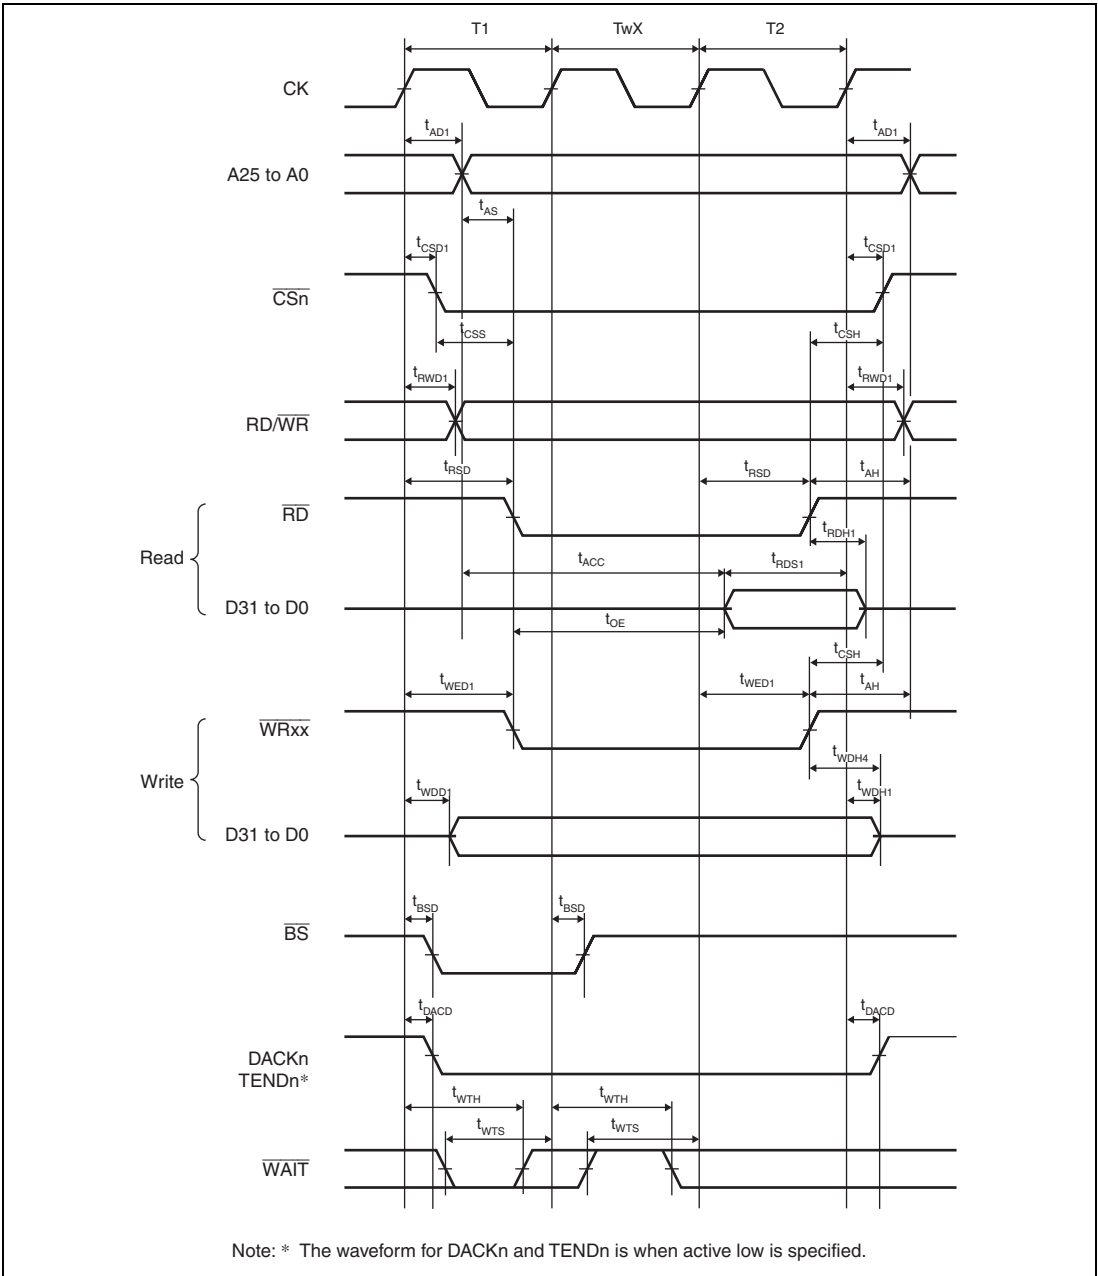 T1 TwX T2
CK
tAD1 tAD1
A25 to A0
tAS
tCSD1 tCSD1
CSn
tCSS tCSH
tRWD1 tRWD1
RD/WR
tRSD tRSD tAH
RD
tRDH1
Read
tACC tRDS1
D31 to D0
tOE
tCSH
tWED1 tWED1 tAH
WRxx
tWDH4
Write
tWDD1 tWDH1
D31 to D0
tBSD tBSD
BS
tDACD tDACD
DACKn
TENDn*
tWTH tWTH
tWTS tWTS
WAIT
Note: * The waveform for DACKn and TENDn is when active low is specified.